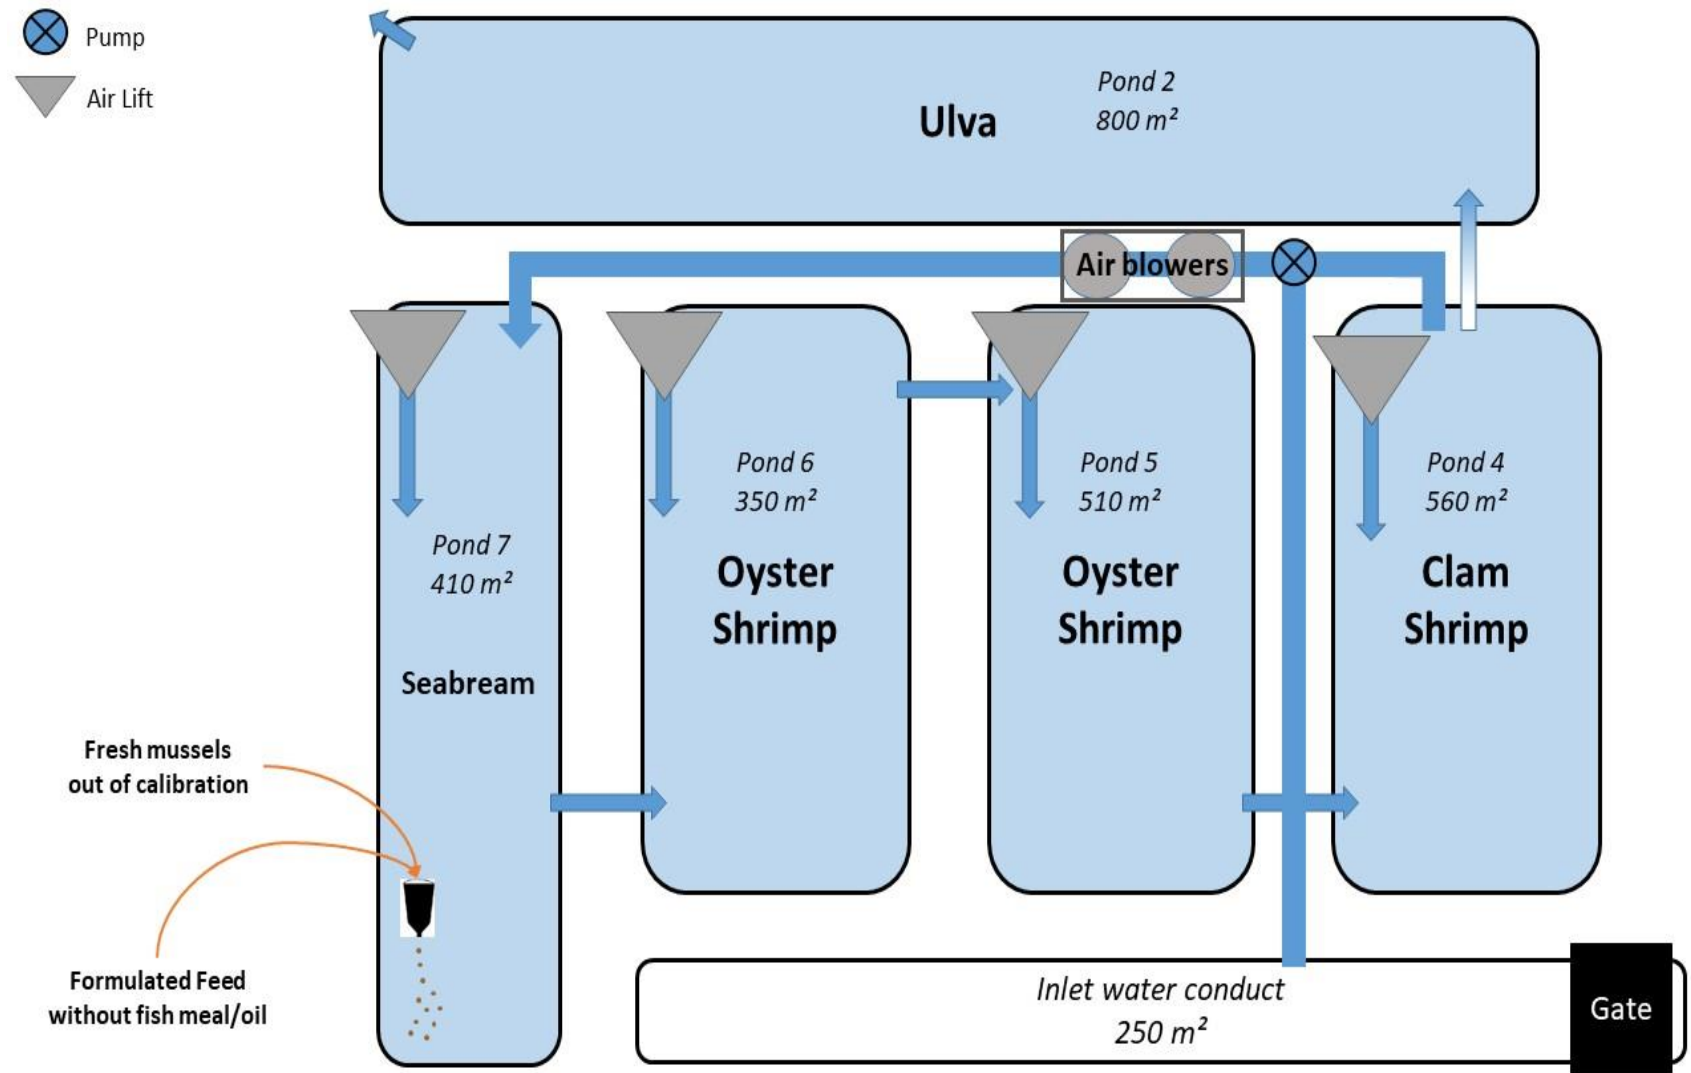 Pump
Air Lift
Pond 2
800 m²
Ulva
Air blowers
Pond 6
350 m²
Oyster
Shrimp
Pond 5
510 m²
Oyster
Shrimp
Pond 4
560 m²
Clam
Shrimp
Pond 7
410 m²
Seabream
Fresh mussels
out of calibration
Formulated Feed
without fish meal/oil
Inlet water conduct
250 m²
Gate